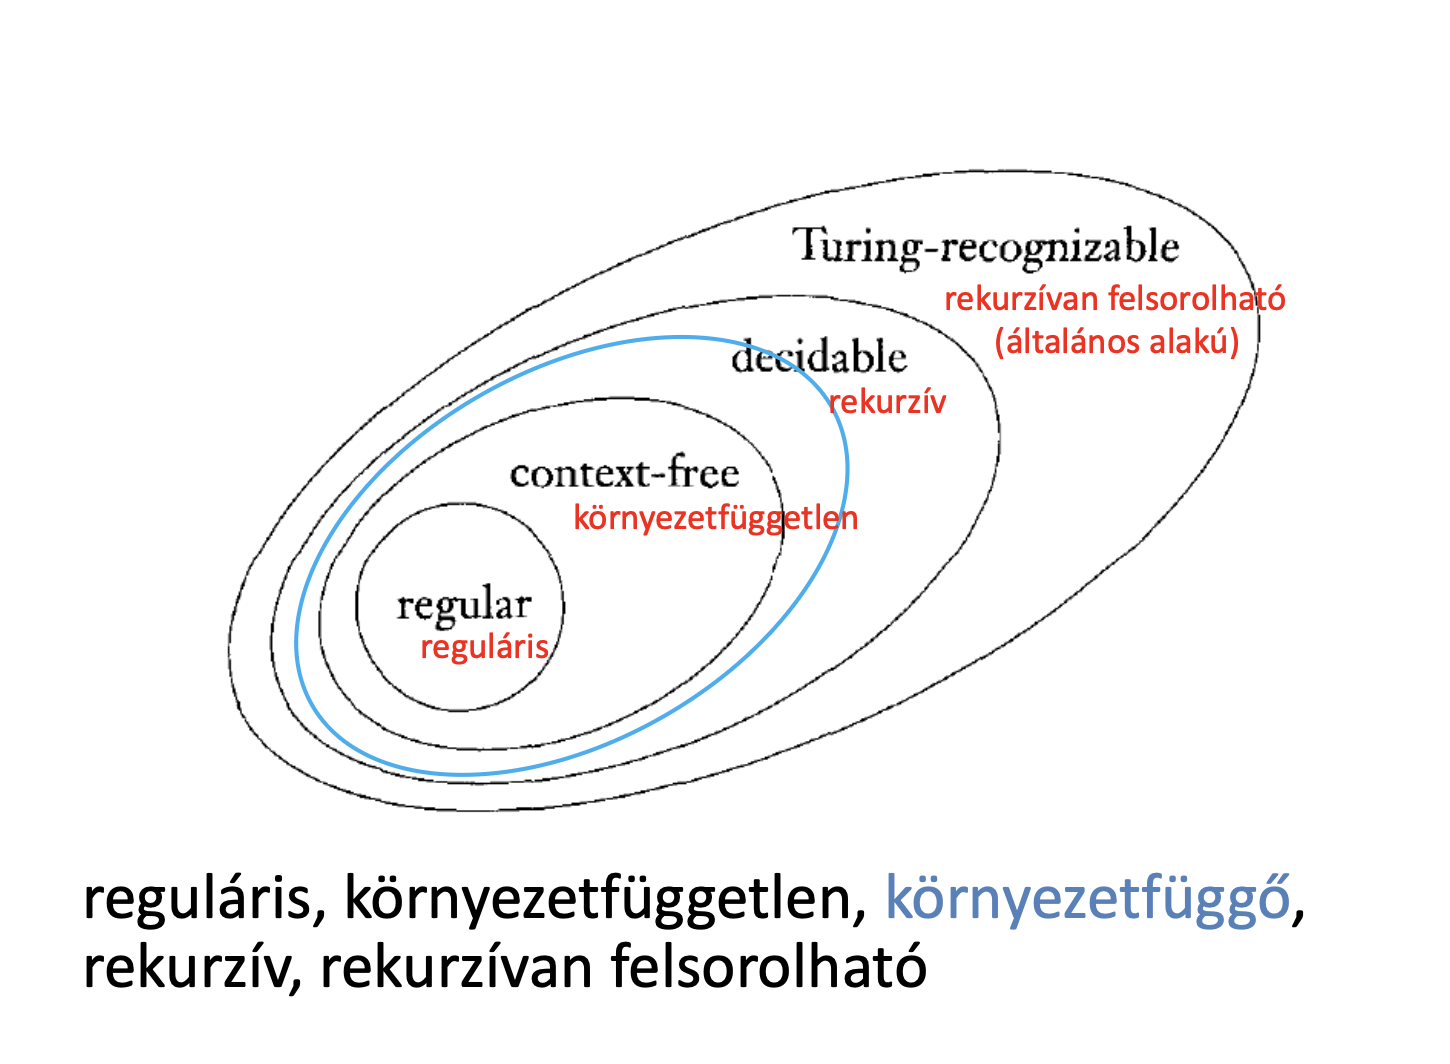 Turing-recognizable
rekurzívan felsorolható
(általános alakú)
decidable
rekurzív
context-free
környezetfüggetlen
regular
reguláris
reguláris, környezetfüggetlen, környezetfüggő,
rekurzív, rekurzívan felsorolható